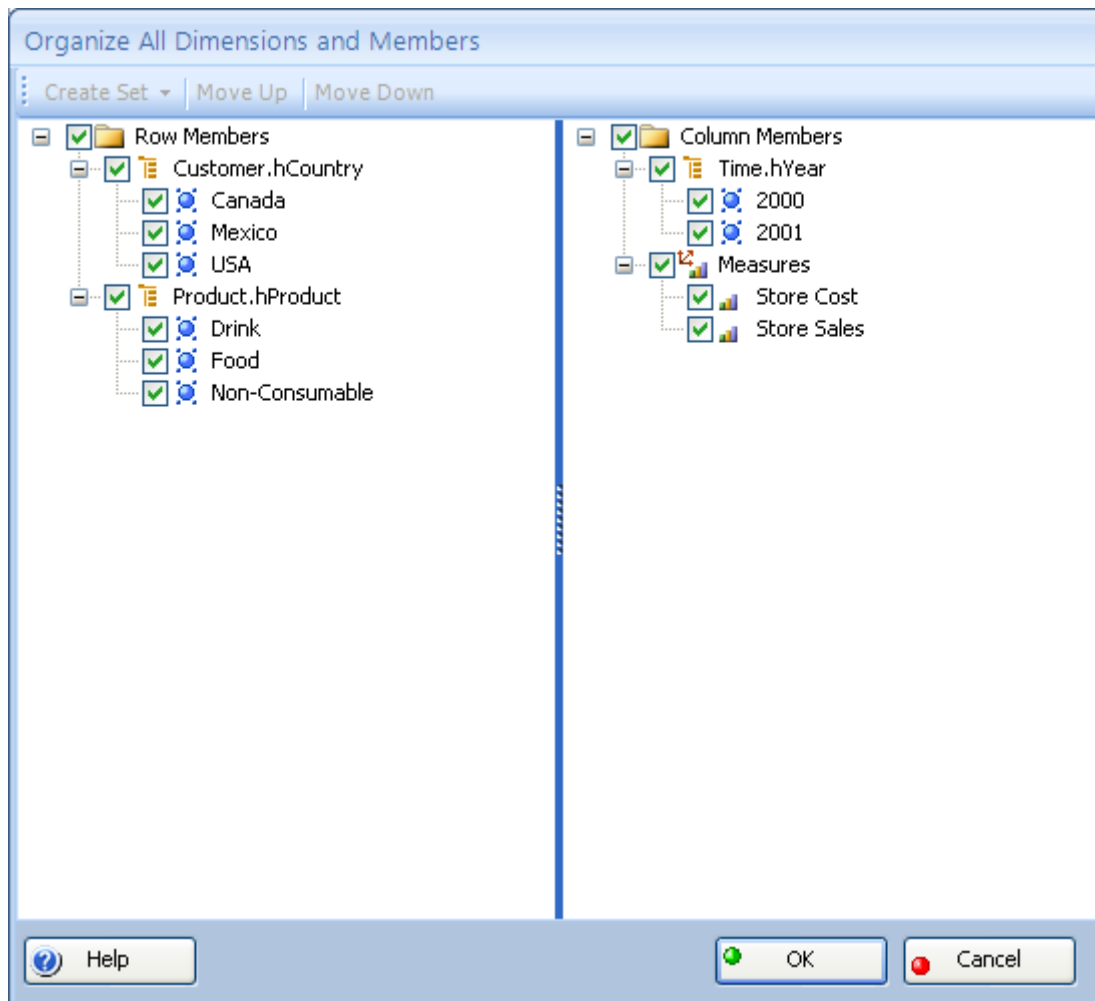 Organize All Dimensions and Members
Create Set Move Up Move Down
Row Members
Customer.hCountry
Canada
Mexico
USA
Product.hProduct
Drink
Food
Non-Consumable
Column Members
Time.hYear
2000
2001
Measures
Store Cost
Store Sales
Help OK Cancel